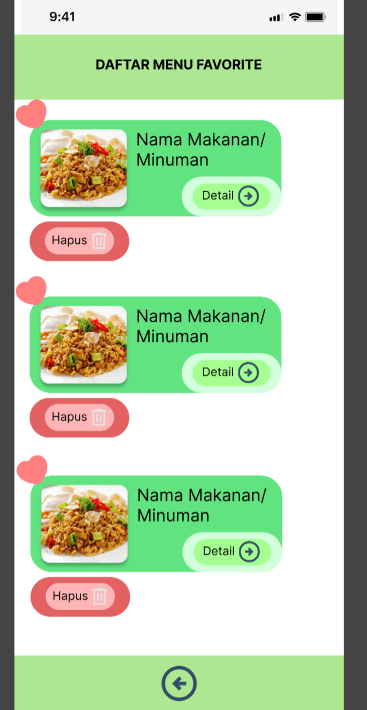 9:41
DAFTAR MENU FAVORITE
Nama Makanan/
Minuman
Detail
Hapus
Nama Makanan/
Minuman
Detail
Hapus
Nama Makanan/
Minuman
Detail
Hapus